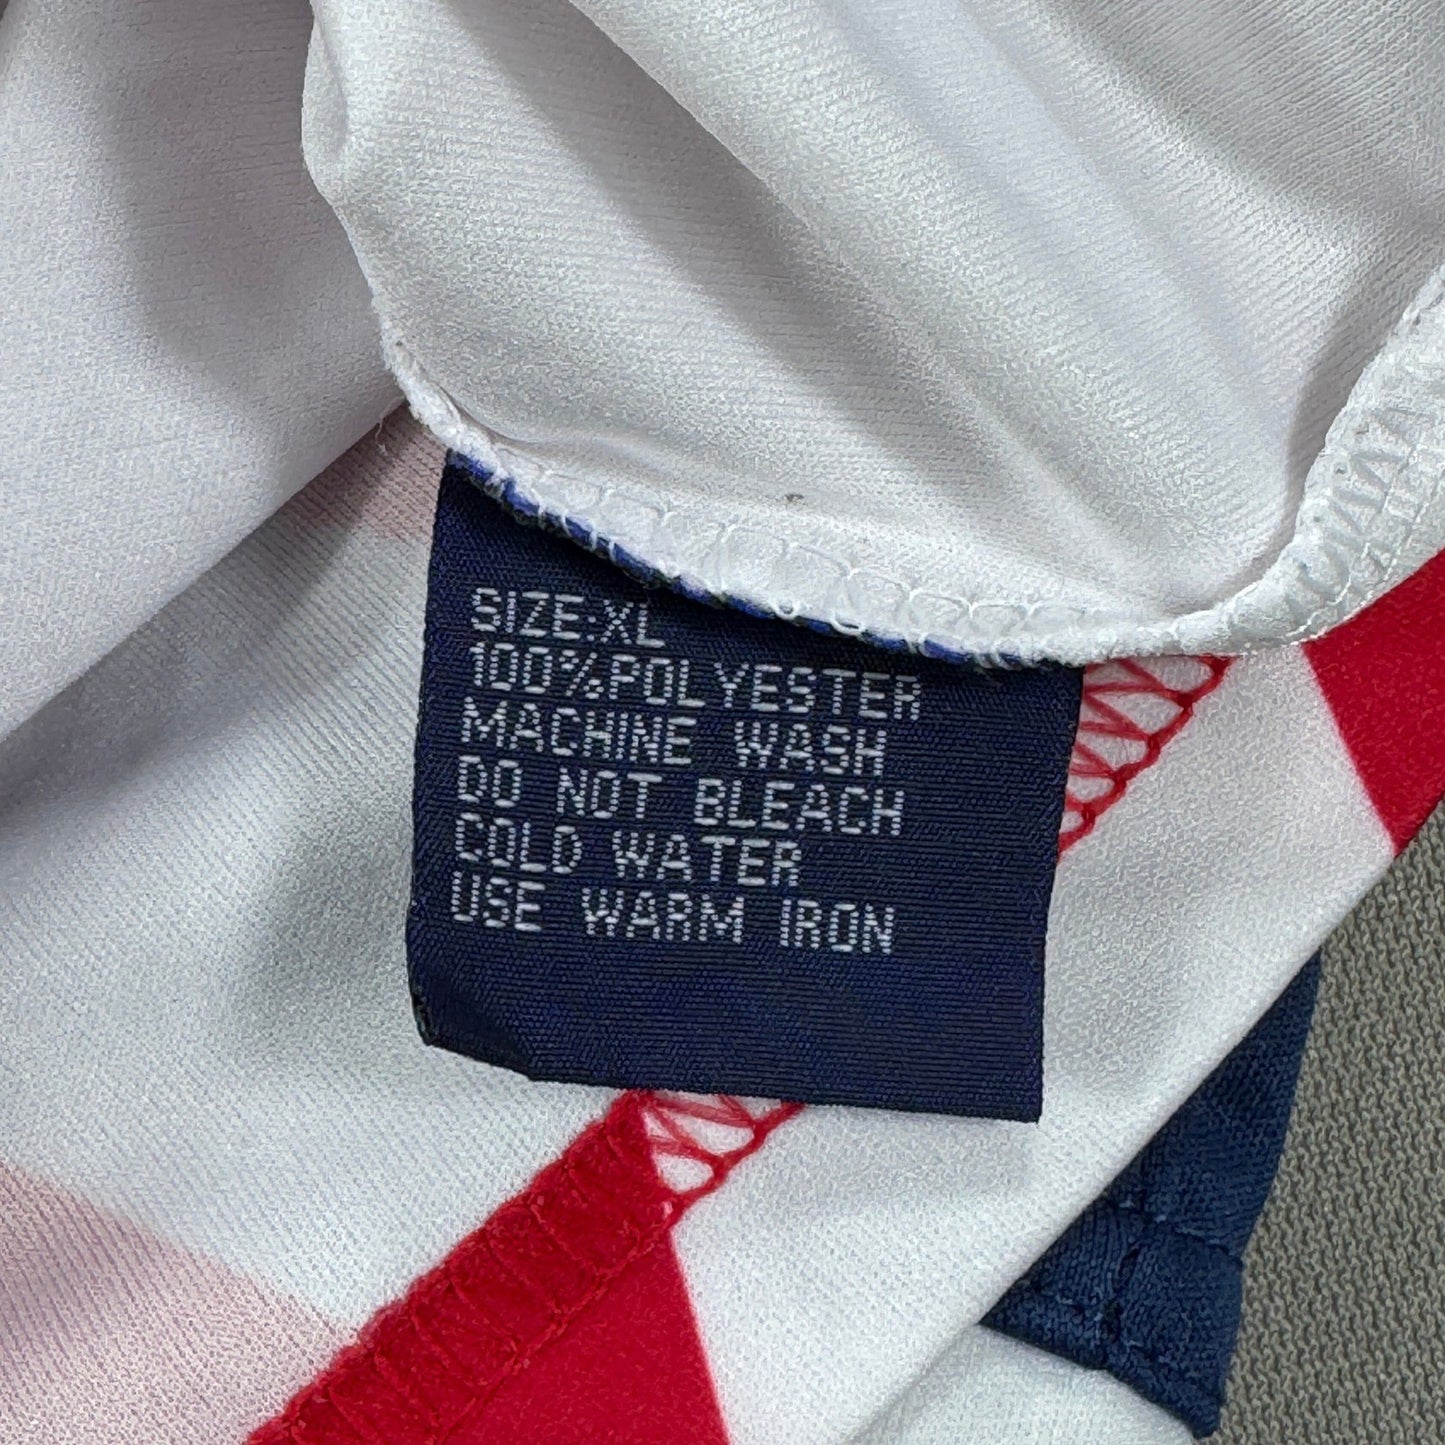 SIZE:XL
100%POLYESTER
MACHINE WASH
DO NOT BLEACH
COLD WATER
USE WARM IRON